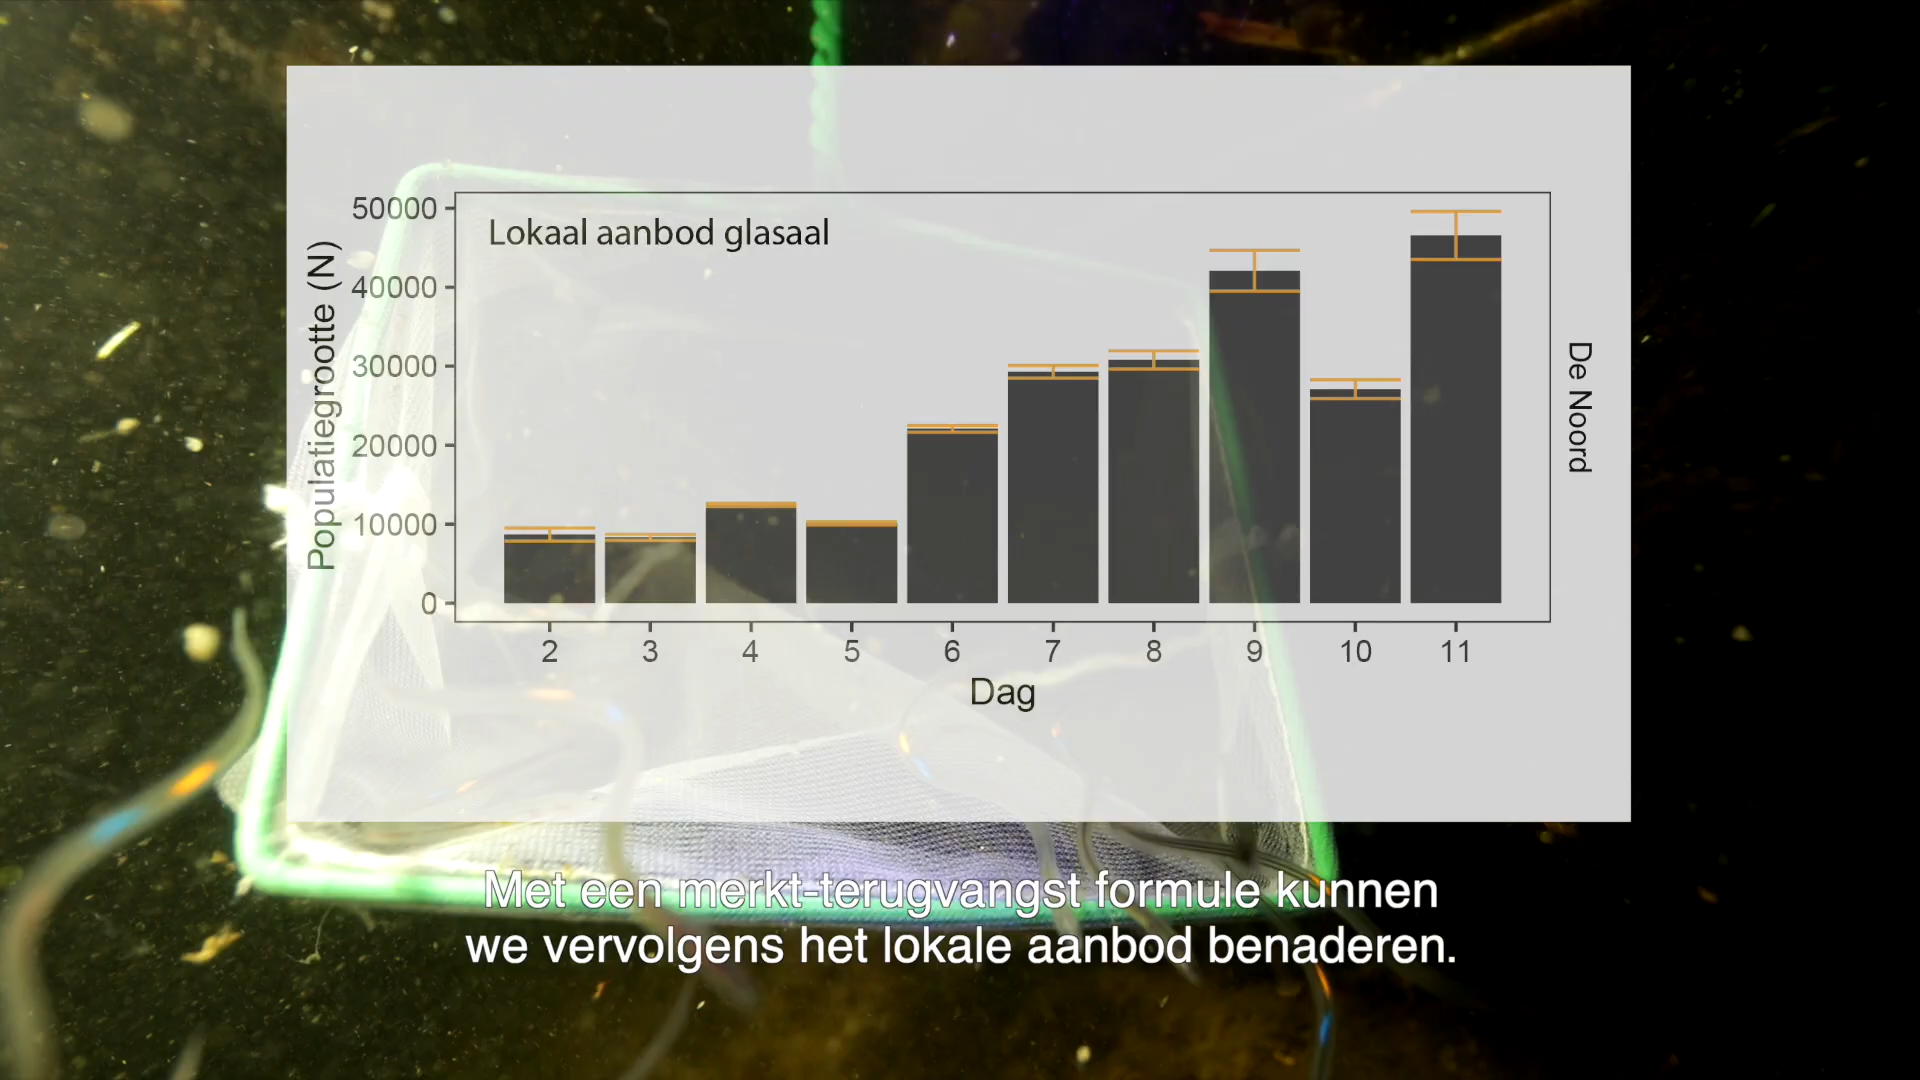 Lokaal aanbod glasaal
Populatiegrootte (N)
50000
40000
30000
20000
10000
0
2 3 4 5 6 7 8 9 10 11
Dag
De Noord
Met een merkt-terugvangst formule kunnen
we vervolgens het lokale aanbod benaderen.